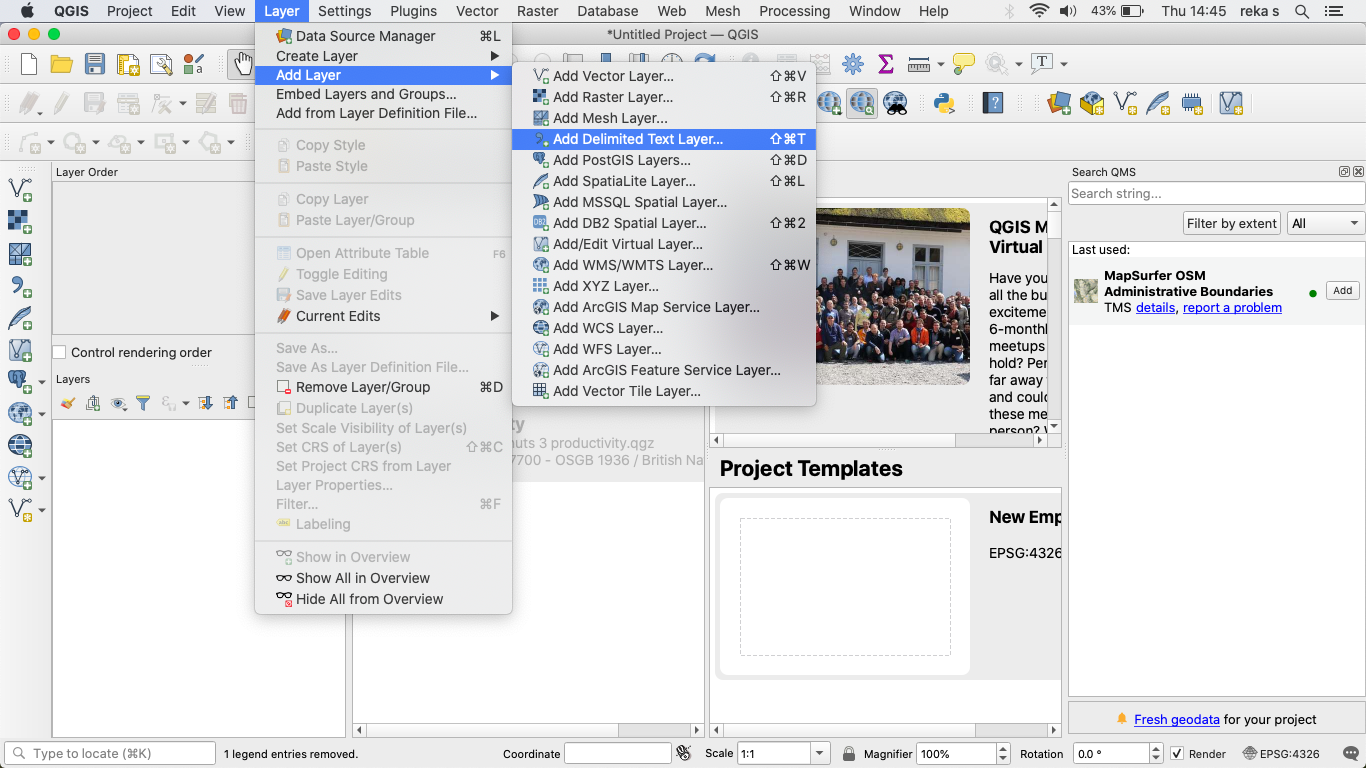 QGIS Project Edit View Layer Settings Plugins Vector Raster Database Web Mesh Processing Window Help 43% Thu 14:45 reka s
*Untitled Project — QGIS
Data Source Manager ⌘L
Create Layer
Add Layer
Embed Layers and Groups...
Add from Layer Definition File...
Copy Style
Paste Style
Copy Layer
Paste Layer/Group
Open Attribute Table F6
Toggle Editing
Save Layer Edits
Current Edits
Save As...
Save As Layer Definition File...
Remove Layer/Group ⌘D
Duplicate Layer(s)
Set Scale Visibility of Layer(s)
Set CRS of Layer(s) ⇧⌘C
Set Project CRS from Layer
Layer Properties...
Filter... ⌘F
Labeling
Show in Overview
Show All in Overview
Hide All from Overview
Add Vector Layer... ⇧⌘V
Add Raster Layer... ⇧⌘R
Add Mesh Layer...
Add Delimited Text Layer... ⇧⌘T
Add PostGIS Layers... ⇧⌘D
Add SpatiaLite Layer... ⇧⌘L
Add MSSQL Spatial Layer...
Add DB2 Spatial Layer... ⇧⌘2
Add/Edit Virtual Layer...
Add WMS/WMTS Layer... ⇧⌘W
Add XYZ Layer...
Add ArcGIS Map Service Layer...
Add WCS Layer...
Add WFS Layer...
Add ArcGIS Feature Service Layer...
Add Vector Tile Layer...
Layer Order
Control rendering order
Layers
ty
nuts 3 productivity.qgz
7700 - OSGB 1936 / British Na
QGIS M
Virtual
Have you
all the bu
exciteme
6-monthl
meetups
hold? Per
far away
and could
these me
person? W
Project Templates
New Emp
EPSG:4326
Search QMS
Search string...
Filter by extent All
Last used:
MapSurfer OSM
Administrative Boundaries
TMS details, report a problem
Add
Fresh geodata for your project
Type to locate (⌘K) 1 legend entries removed. Coordinate Scale 1:1 Magnifier 100% Rotation 0.0 ° Render EPSG:4326